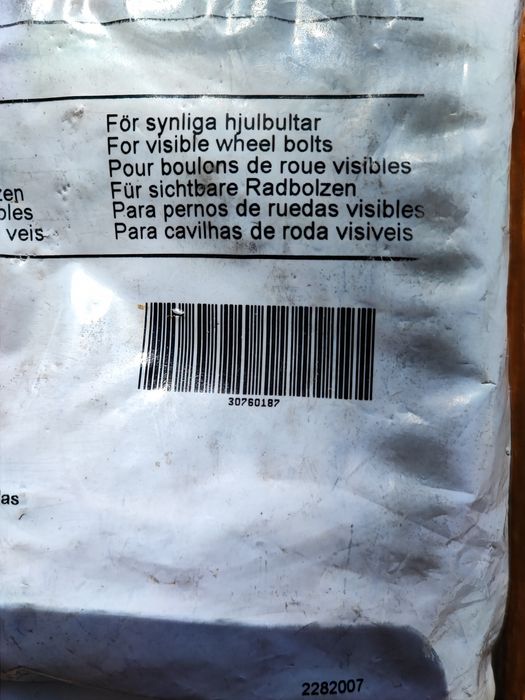 För synliga hjulbultar
For visible wheel bolts
Pour boulons de roue visibles
zen Für sichtbare Radbolzen
bles Para pernos de ruedas visibles
veis Para cavilhas de roda visiveis
30760187
as
2282007